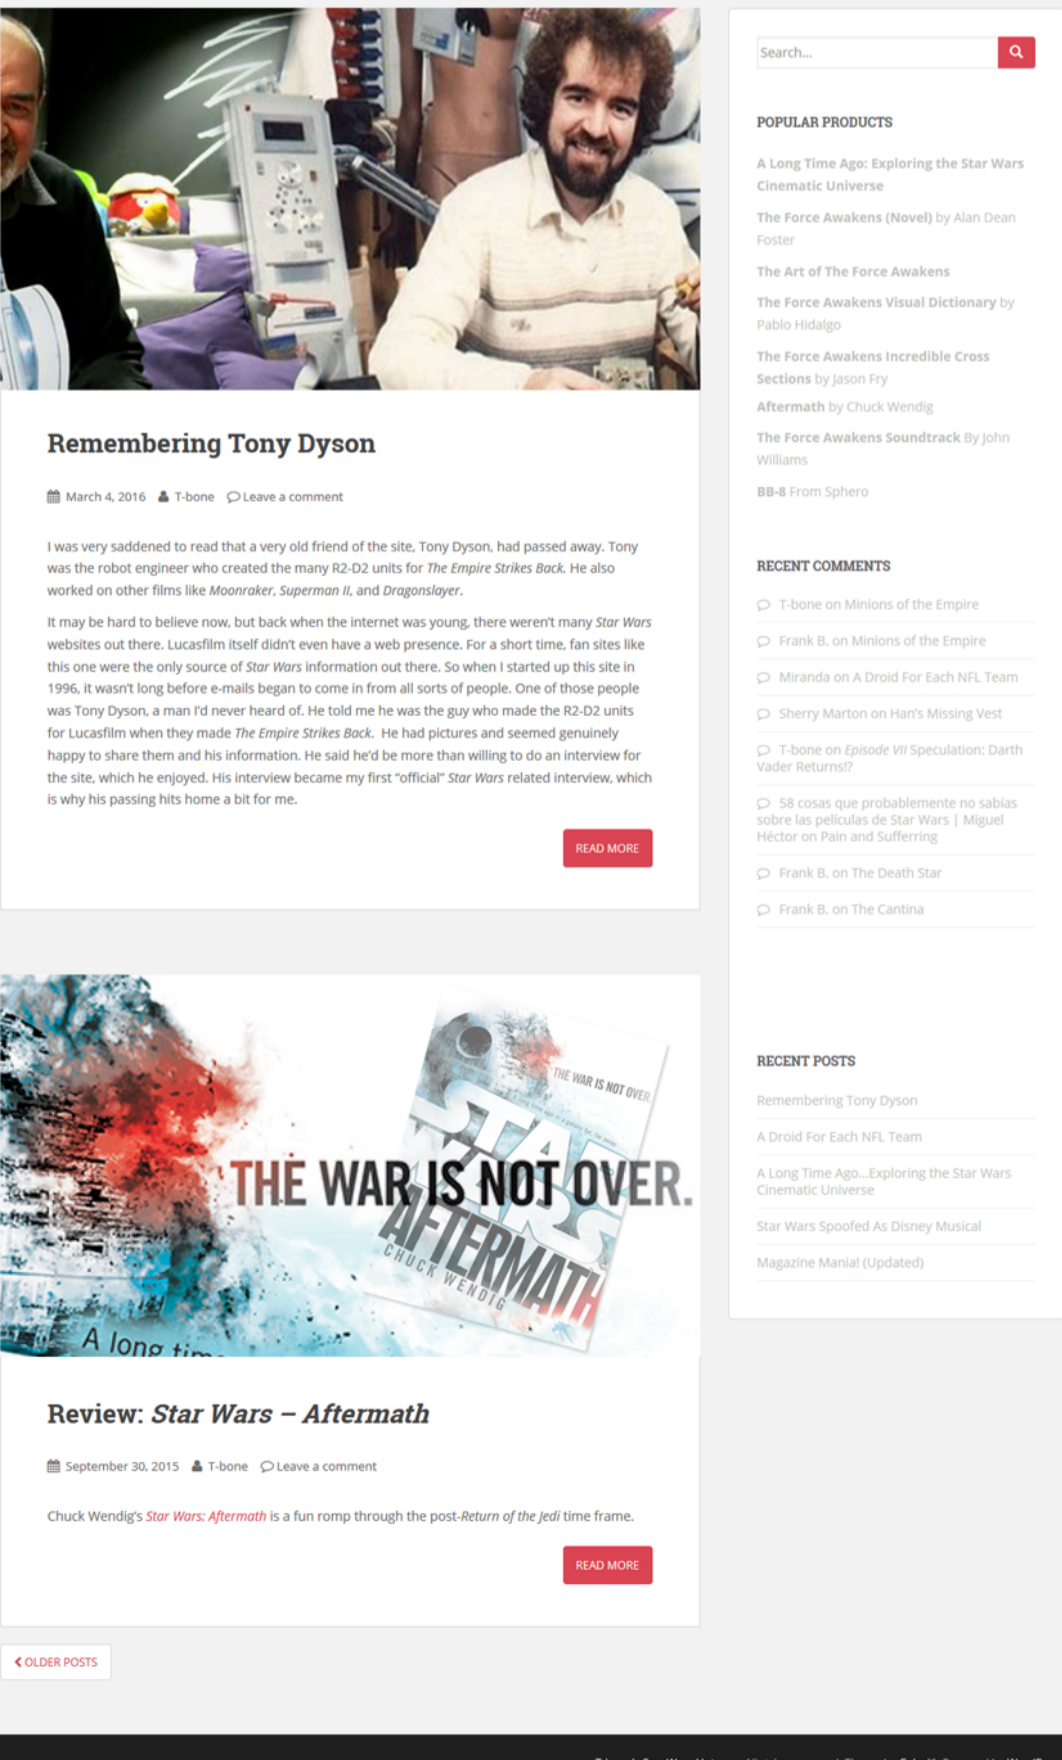 Remembering Tony Dyson
March 4, 2016 T-bone Leave a comment
I was very saddened to read that a very old friend of the site, Tony Dyson, had passed away. Tony
was the robot engineer who created the many R2-D2 units for The Empire Strikes Back. He also
worked on other films like Moonraker, Superman II, and Dragonslayer.
It may be hard to believe now, but back when the internet was young, there weren't many Star Wars
websites out there. Lucasfilm itself didn't even have a web presence. For a short time, fan sites like
this one were the only source of Star Wars information out there. So when I started up this site in
1996, it wasn't long before e-mails began to come in from all sorts of people. One of those people
was Tony Dyson, a man I'd never heard of. He told me he was the guy who made the R2-D2 units
for Lucasfilm when they made The Empire Strikes Back. He had pictures and seemed genuinely
happy to share them and his information. He said he'd be more than willing to do an interview for
the site, which he enjoyed. His interview became my first “official” Star Wars related interview, which
is why his passing hits home a bit for me.
READ MORE
THE WAR IS NOT OVER.
a long time ago in a galaxy far, far away
STAR
WARS
AFTERMATH
CHUCK WENDIG
THE WAR IS NOT OVER.
A long
Review: Star Wars – Aftermath
September 30, 2015 T-bone Leave a comment
Chuck Wendig's Star Wars: Aftermath is a fun romp through the post-Return of the Jedi time frame.
READ MORE
OLDER POSTS
Search...
POPULAR PRODUCTS
A Long Time Ago: Exploring the Star Wars
Cinematic Universe
The Force Awakens (Novel) by Alan Dean
Foster
The Art of The Force Awakens
The Force Awakens Visual Dictionary by
Pablo Hidalgo
The Force Awakens Incredible Cross
Sections by Jason Fry
Aftermath by Chuck Wendig
The Force Awakens Soundtrack By John
Williams
BB-8 From Sphero
RECENT COMMENTS
T-bone on Minions of the Empire
Frank B. on Minions of the Empire
Miranda on A Droid For Each NFL Team
Sherry Marton on Han's Missing Vest
T-bone on Episode VII Speculation: Darth
Vader Returns!?
58 cosas que probablemente no sabías
sobre las películas de Star Wars | Miguel
Héctor on Pain and Sufferring
Frank B. on The Death Star
Frank B. on The Cantina
RECENT POSTS
Remembering Tony Dyson
A Droid For Each NFL Team
A Long Time Ago...Exploring the Star Wars
Cinematic Universe
Star Wars Spoofed As Disney Musical
Magazine Mania! (Updated)